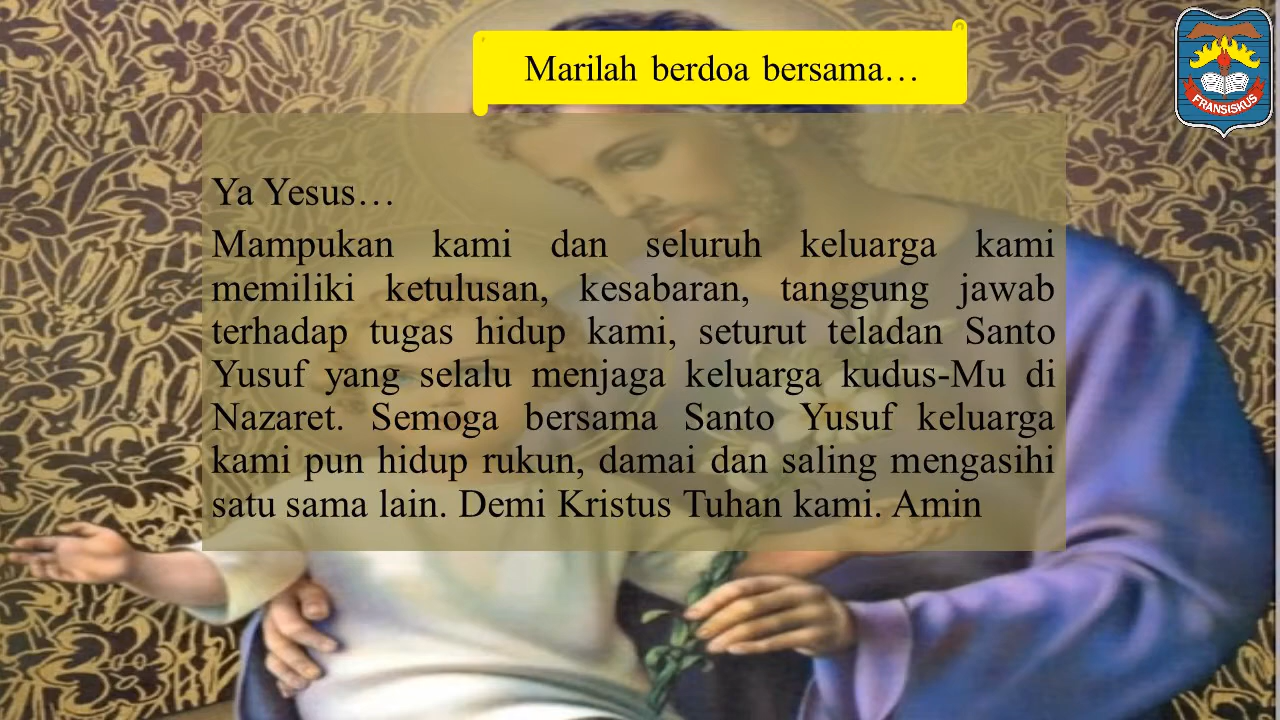 Marilah berdoa bersama…
FRANSISKUS
Ya Yesus…
Mampukan kami dan seluruh keluarga kami
memiliki ketulusan, kesabaran, tanggung jawab
terhadap tugas hidup kami, seturut teladan Santo
Yusuf yang selalu menjaga keluarga kudus-Mu di
Nazaret. Semoga bersama Santo Yusuf keluarga
kami pun hidup rukun, damai dan saling mengasihi
satu sama lain. Demi Kristus Tuhan kami. Amin